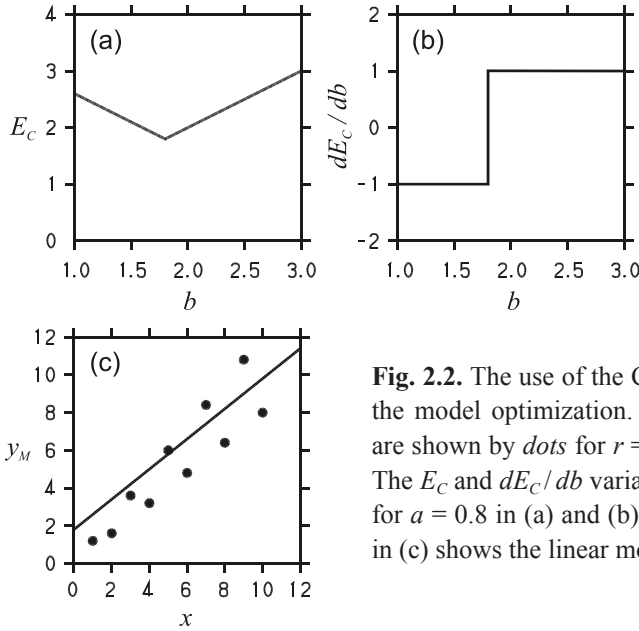 4
(a)
3
E_C 2
1
0
1.0 1.5 2.0 2.5 3.0
b
2
(b)
1
dE_C / db 0
−1
−2
1.0 1.5 2.0 2.5 3.0
b
12
(c)
10
8
y_M 6
4
2
0
0 2 4 6 8 10 12
x
Fig. 2.2. The use of the
the model optimization.
are shown by dots for r =
The E_C and dE_C / db varia
for a = 0.8 in (a) and (b)
in (c) shows the linear mo